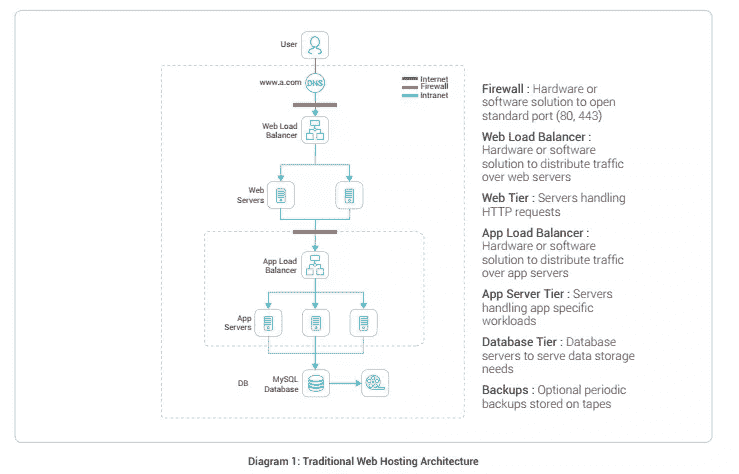 User
www.a.com
DNS
Internet
Firewall
Intranet
Web Load
Balancer
Web
Servers
App Load
Balancer
App
Servers
DB
MySQL
Database
Firewall : Hardware or
software solution to open
standard port (80, 443)
Web Load Balancer :
Hardware or software
solution to distribute traffic
over web servers
Web Tier : Servers handling
HTTP requests
App Load Balancer :
Hardware or software
solution to distribute traffic
over app servers
App Server Tier : Servers
handling app specific
workloads
Database Tier : Database
servers to serve data storage
needs
Backups : Optional periodic
backups stored on tapes
Diagram 1: Traditional Web Hosting Architecture